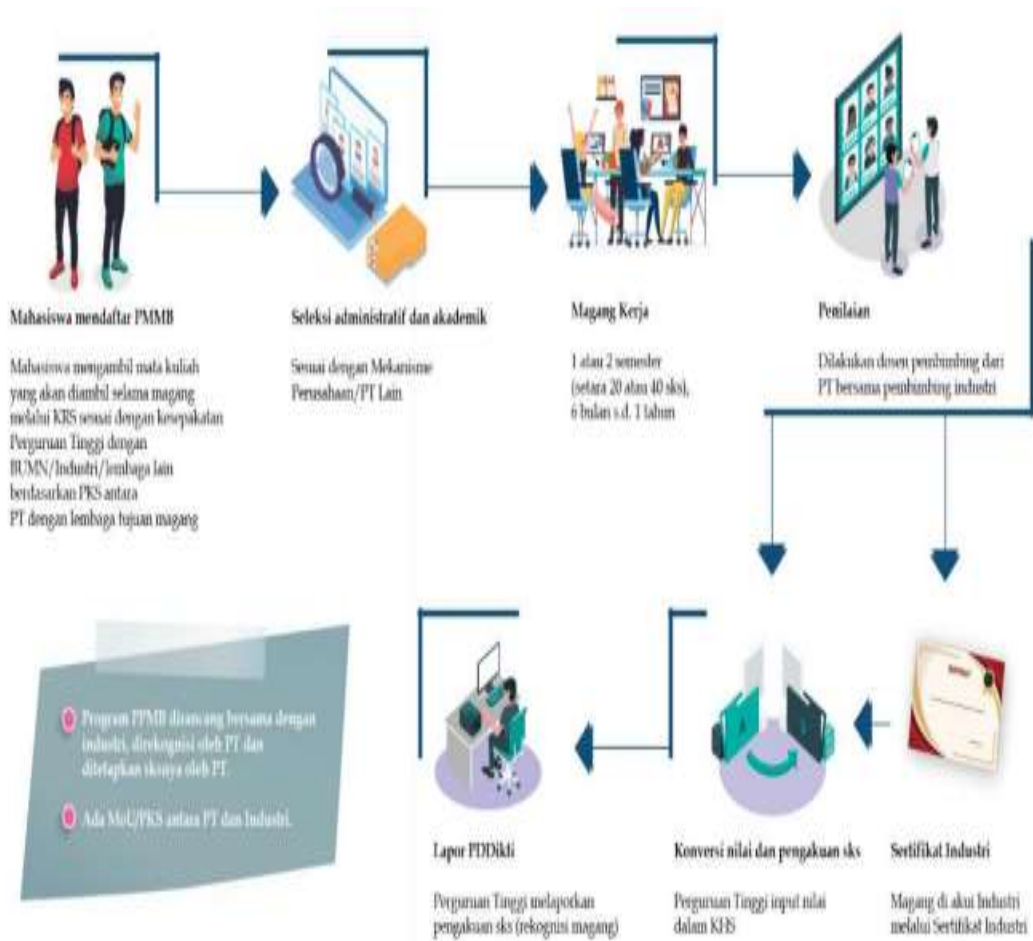 Mahasiswa mendaftar PMMB
Mahasiswa mengambil mata kuliah
yang akan diambil selama magang
melalui KRS sesuai dengan kesepakatan
Perguruan Tinggi dengan
BUMN/Industri/lembaga lain
berdasarkan PKS antara
PT dengan lembaga tujuan magang
Seleksi administratif dan akademik
Sesuai dengan Mekanisme
Perusahaan/PT Lain
Magang Kerja
1 atau 2 semester
(setara 20 atau 40 sks),
6 bulan s.d. 1 tahun
Penilaian
Dilakukan dosen pembimbing dari
PT bersama pembimbing industri
Sertifikat Industri
Magang di akui Industri
melalui Sertifikat Industri
Konversi nilai dan pengakuan sks
Perguruan Tinggi input nilai
dalam KHS
Lapor PDDikti
Perguruan Tinggi melaporkan
pengakuan sks (rekognisi magang)
Program PPMB dirancang bersama dengan
industri, direkognisi oleh PT dan
ditetapkan sksnya oleh PT.
Ada MoU/PKS antara PT dan Industri.